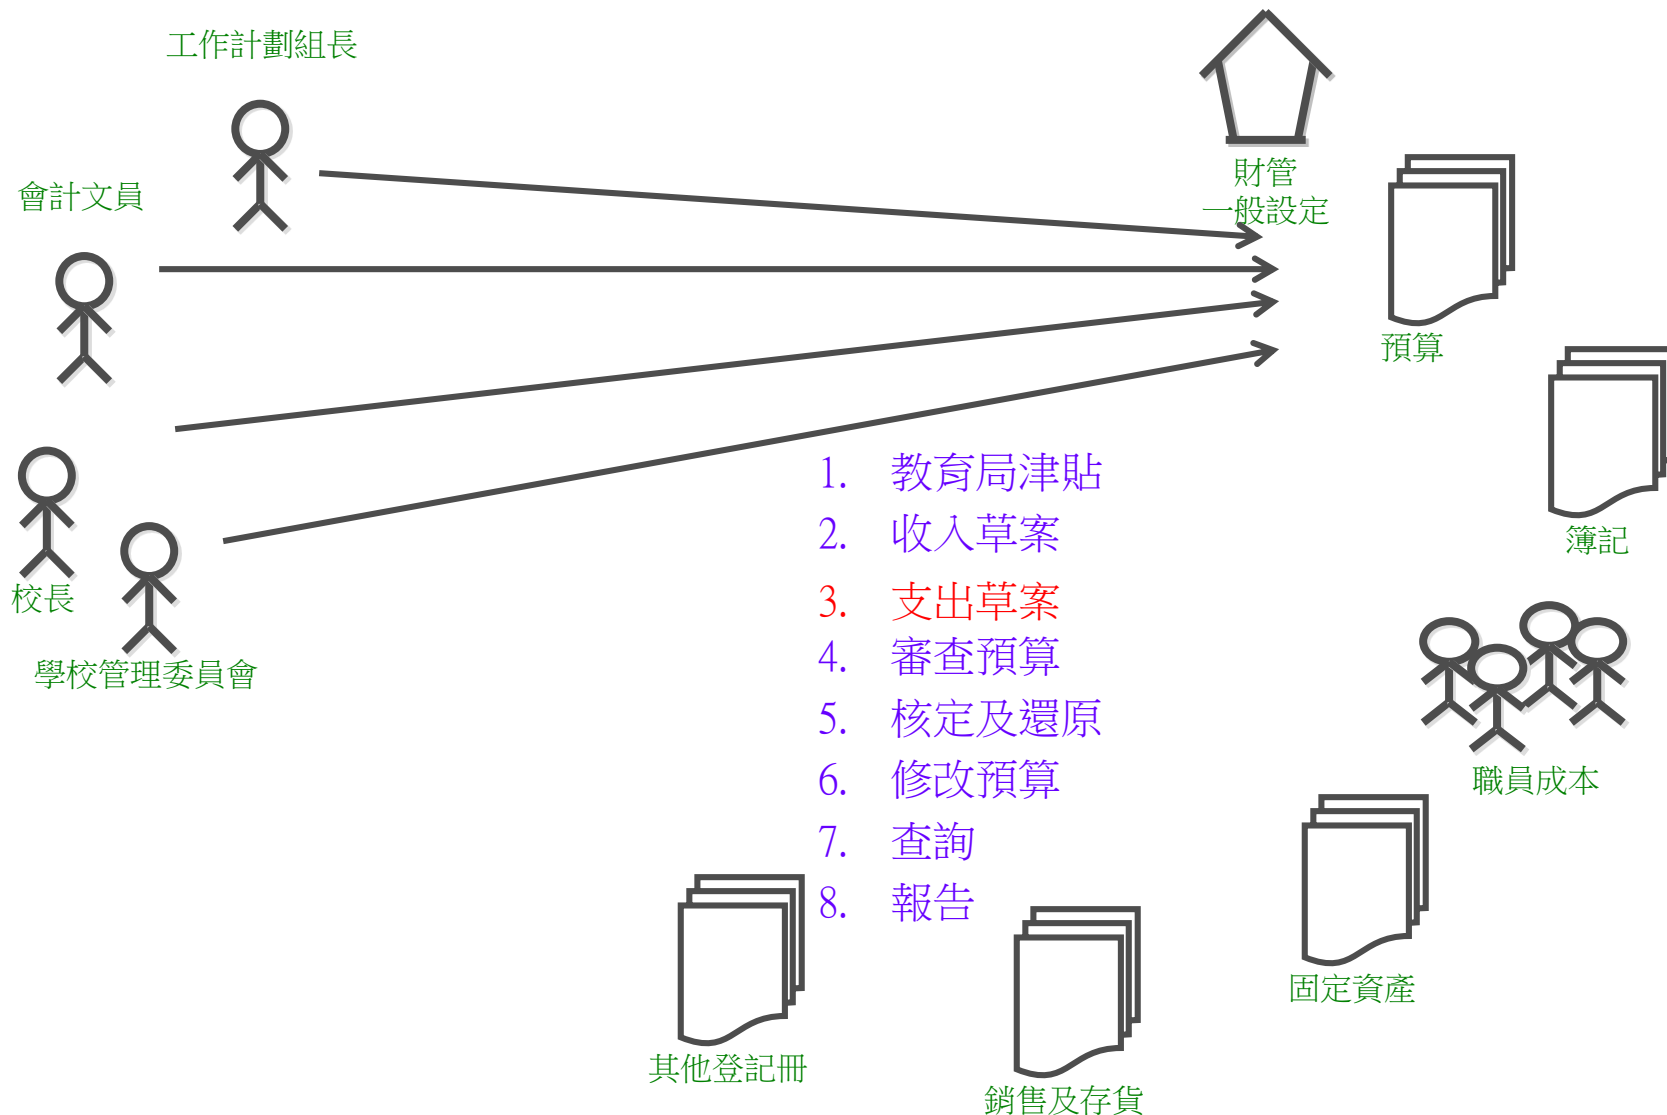 工作計劃組長
會計文員
財管
一般設定
預算
1. 教育局津貼
2. 收入草案
簿記
3. 支出草案
校長
4. 審查預算
學校管理委員會
5. 核定及還原
6. 修改預算
職員成本
7. 查詢
8. 報告
固定資產
其他登記冊
銷售及存貨